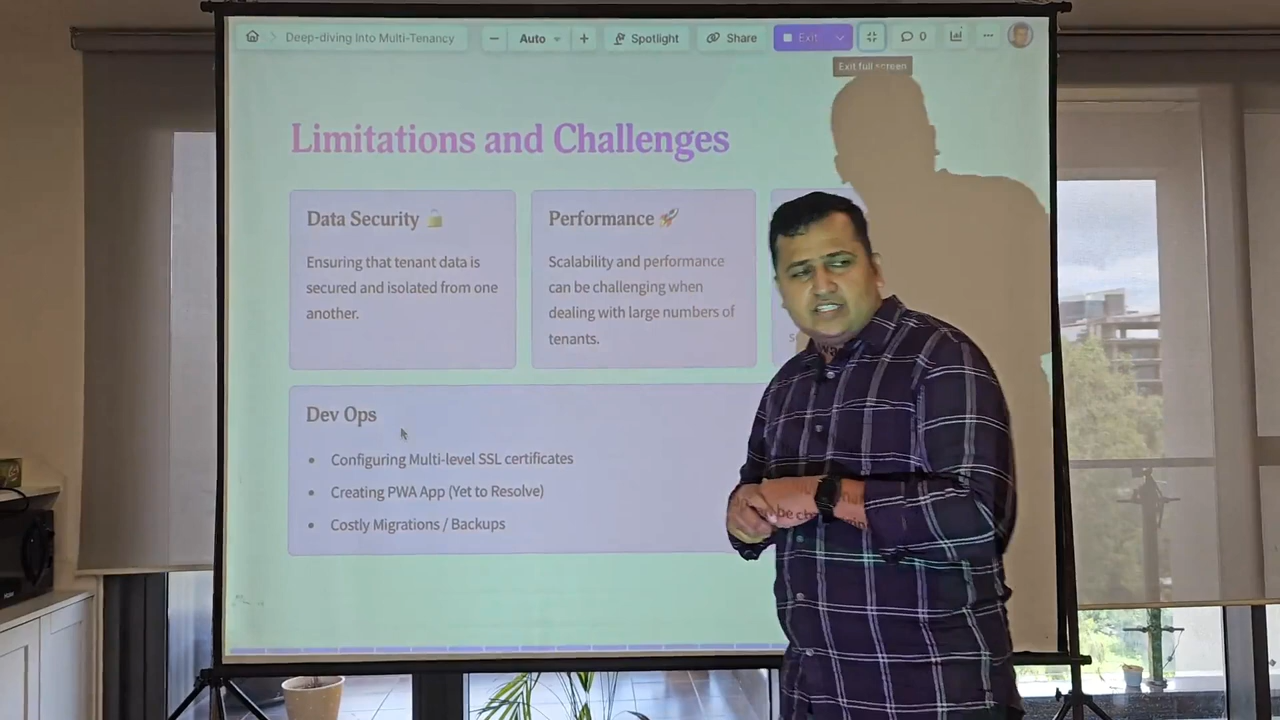 Deep-diving Into Multi-Tenancy
Auto
Spotlight
Share
Exit
0
Exit full screen
Limitations and Challenges
Data Security
Ensuring that tenant data is
secured and isolated from one
another.
Performance
Scalability and performance
can be challenging when
dealing with large numbers of
tenants.
Dev Ops
Configuring Multi-level SSL certificates
Creating PWA App (Yet to Resolve)
Costly Migrations / Backups